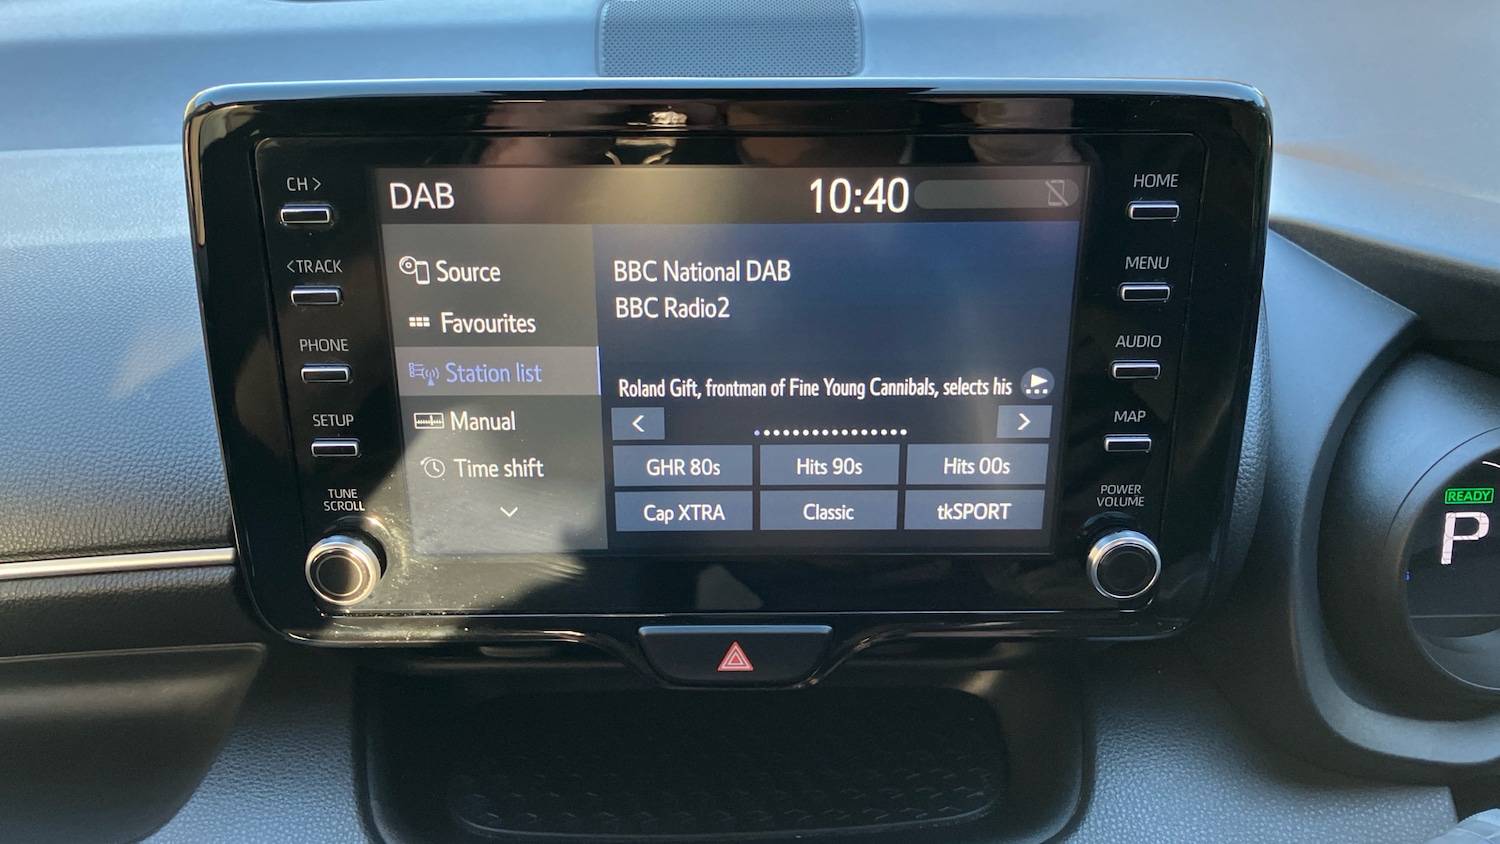 CH >
<TRACK
PHONE
SETUP
TUNE
SCROLL
DAB
10:40
Source
Favourites
Station list
Manual
Time shift
BBC National DAB
BBC Radio2
Roland Gift, frontman of Fine Young Cannibals, selects his
<
>
GHR 80s
Hits 90s
Hits 00s
Cap XTRA
Classic
tkSPORT
HOME
MENU
AUDIO
MAP
POWER
VOLUME
READY
P